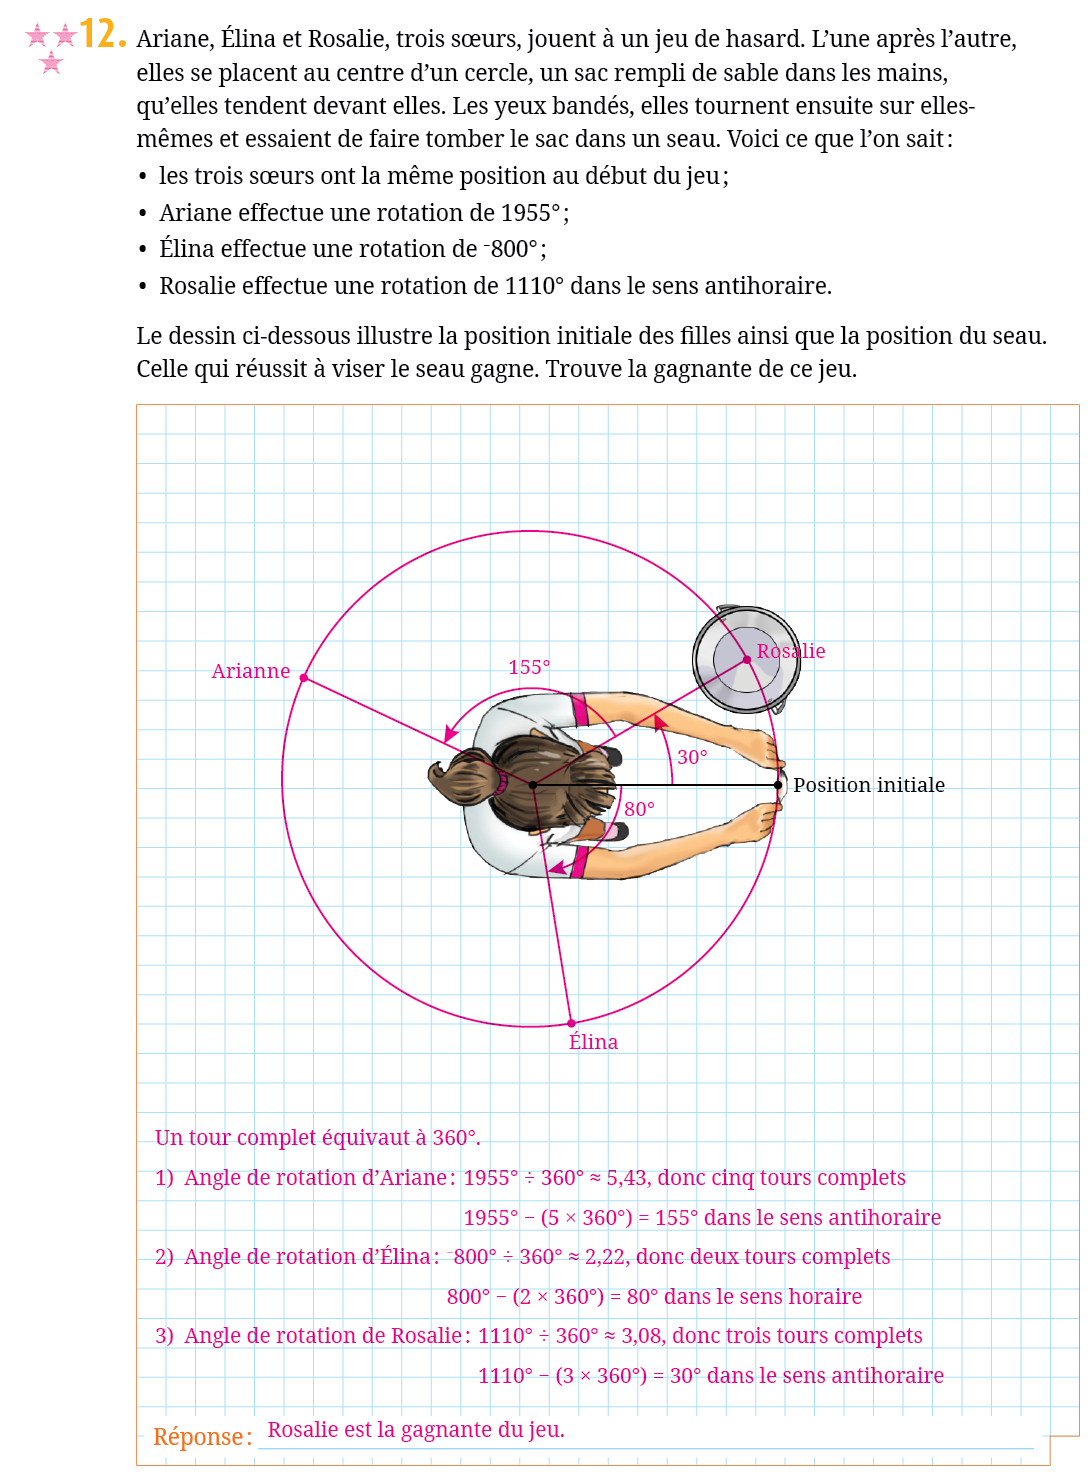 12. Ariane, Élina et Rosalie, trois sœurs, jouent à un jeu de hasard. L’une après l’autre,
elles se placent au centre d’un cercle, un sac rempli de sable dans les mains,
qu’elles tendent devant elles. Les yeux bandés, elles tournent ensuite sur elles-
mêmes et essaient de faire tomber le sac dans un seau. Voici ce que l’on sait :
• les trois sœurs ont la même position au début du jeu ;
• Ariane effectue une rotation de 1955° ;
• Élina effectue une rotation de ⁻800° ;
• Rosalie effectue une rotation de 1110° dans le sens antihoraire.
Le dessin ci-dessous illustre la position initiale des filles ainsi que la position du seau.
Celle qui réussit à viser le seau gagne. Trouve la gagnante de ce jeu.
Rosalie
Arianne
155°
30°
Position initiale
80°
Élina
Un tour complet équivaut à 360°.
1) Angle de rotation d’Ariane : 1955° ÷ 360° ≈ 5,43, donc cinq tours complets
1955° − (5 × 360°) = 155° dans le sens antihoraire
2) Angle de rotation d’Élina : ⁻800° ÷ 360° ≈ 2,22, donc deux tours complets
800° − (2 × 360°) = 80° dans le sens horaire
3) Angle de rotation de Rosalie : 1110° ÷ 360° ≈ 3,08, donc trois tours complets
1110° − (3 × 360°) = 30° dans le sens antihoraire
Réponse : Rosalie est la gagnante du jeu.